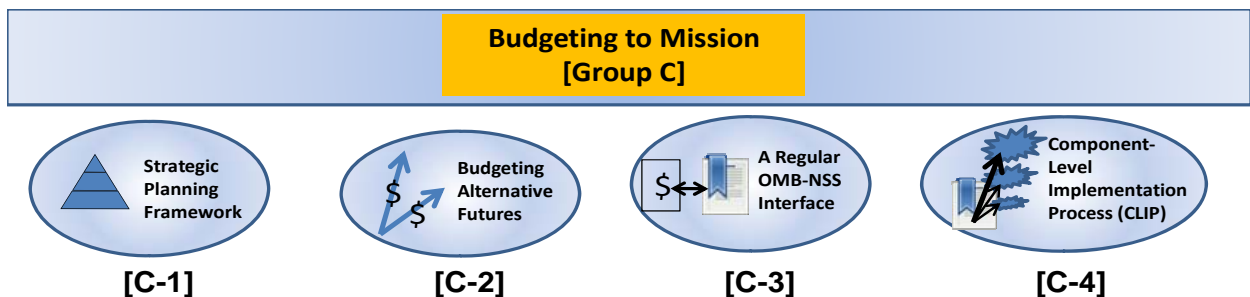 Budgeting to Mission
[Group C]
Strategic
Planning
Framework
[C-1]
$
$
Budgeting
Alternative
Futures
[C-2]
$
A Regular
OMB-NSS
Interface
[C-3]
Component-
Level
Implementation
Process (CLIP)
[C-4]